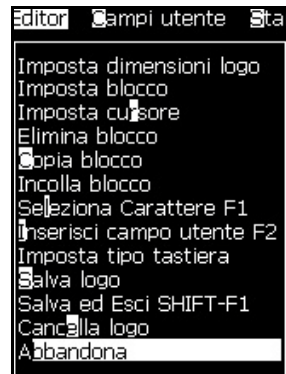 Editor Campi utente Sta
Imposta dimensioni logo
Imposta blocco
Imposta cursore
Elimina blocco
Copia blocco
Incolla blocco
Seleziona Carattere F1
Inserisci campo utente F2
Imposta tipo tastiera
Salva logo
Salva ed Esci SHIFT-F1
Cancella logo
Abbandona